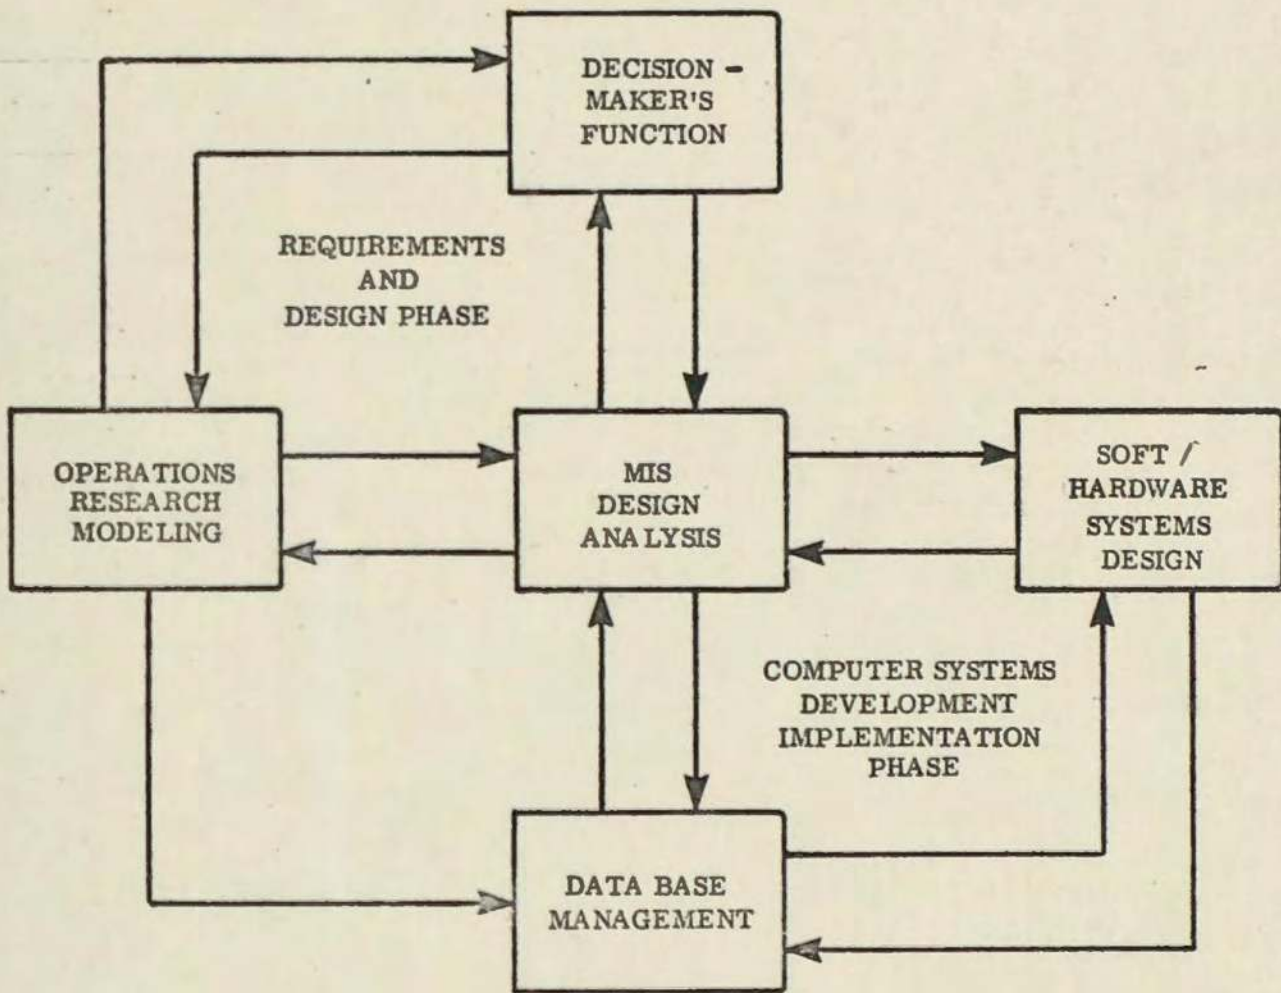 DECISION -
MAKER'S
FUNCTION
REQUIREMENTS
AND
DESIGN PHASE
OPERATIONS
RESEARCH
MODELING
MIS
DESIGN
ANALYSIS
SOFT /
HARDWARE
SYSTEMS
DESIGN
COMPUTER SYSTEMS
DEVELOPMENT
IMPLEMENTATION
PHASE
DATA BASE
MANAGEMENT